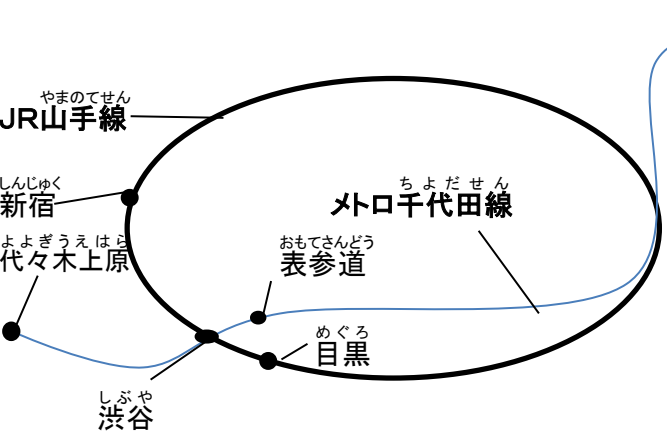 やまのてせん
JR山手線
しんじゅく
新宿
ちよだせん
メトロ千代田線
よよぎうえはら
代々木上原
おもてさんどう
表参道
めぐろ
目黒
しぶや
渋谷